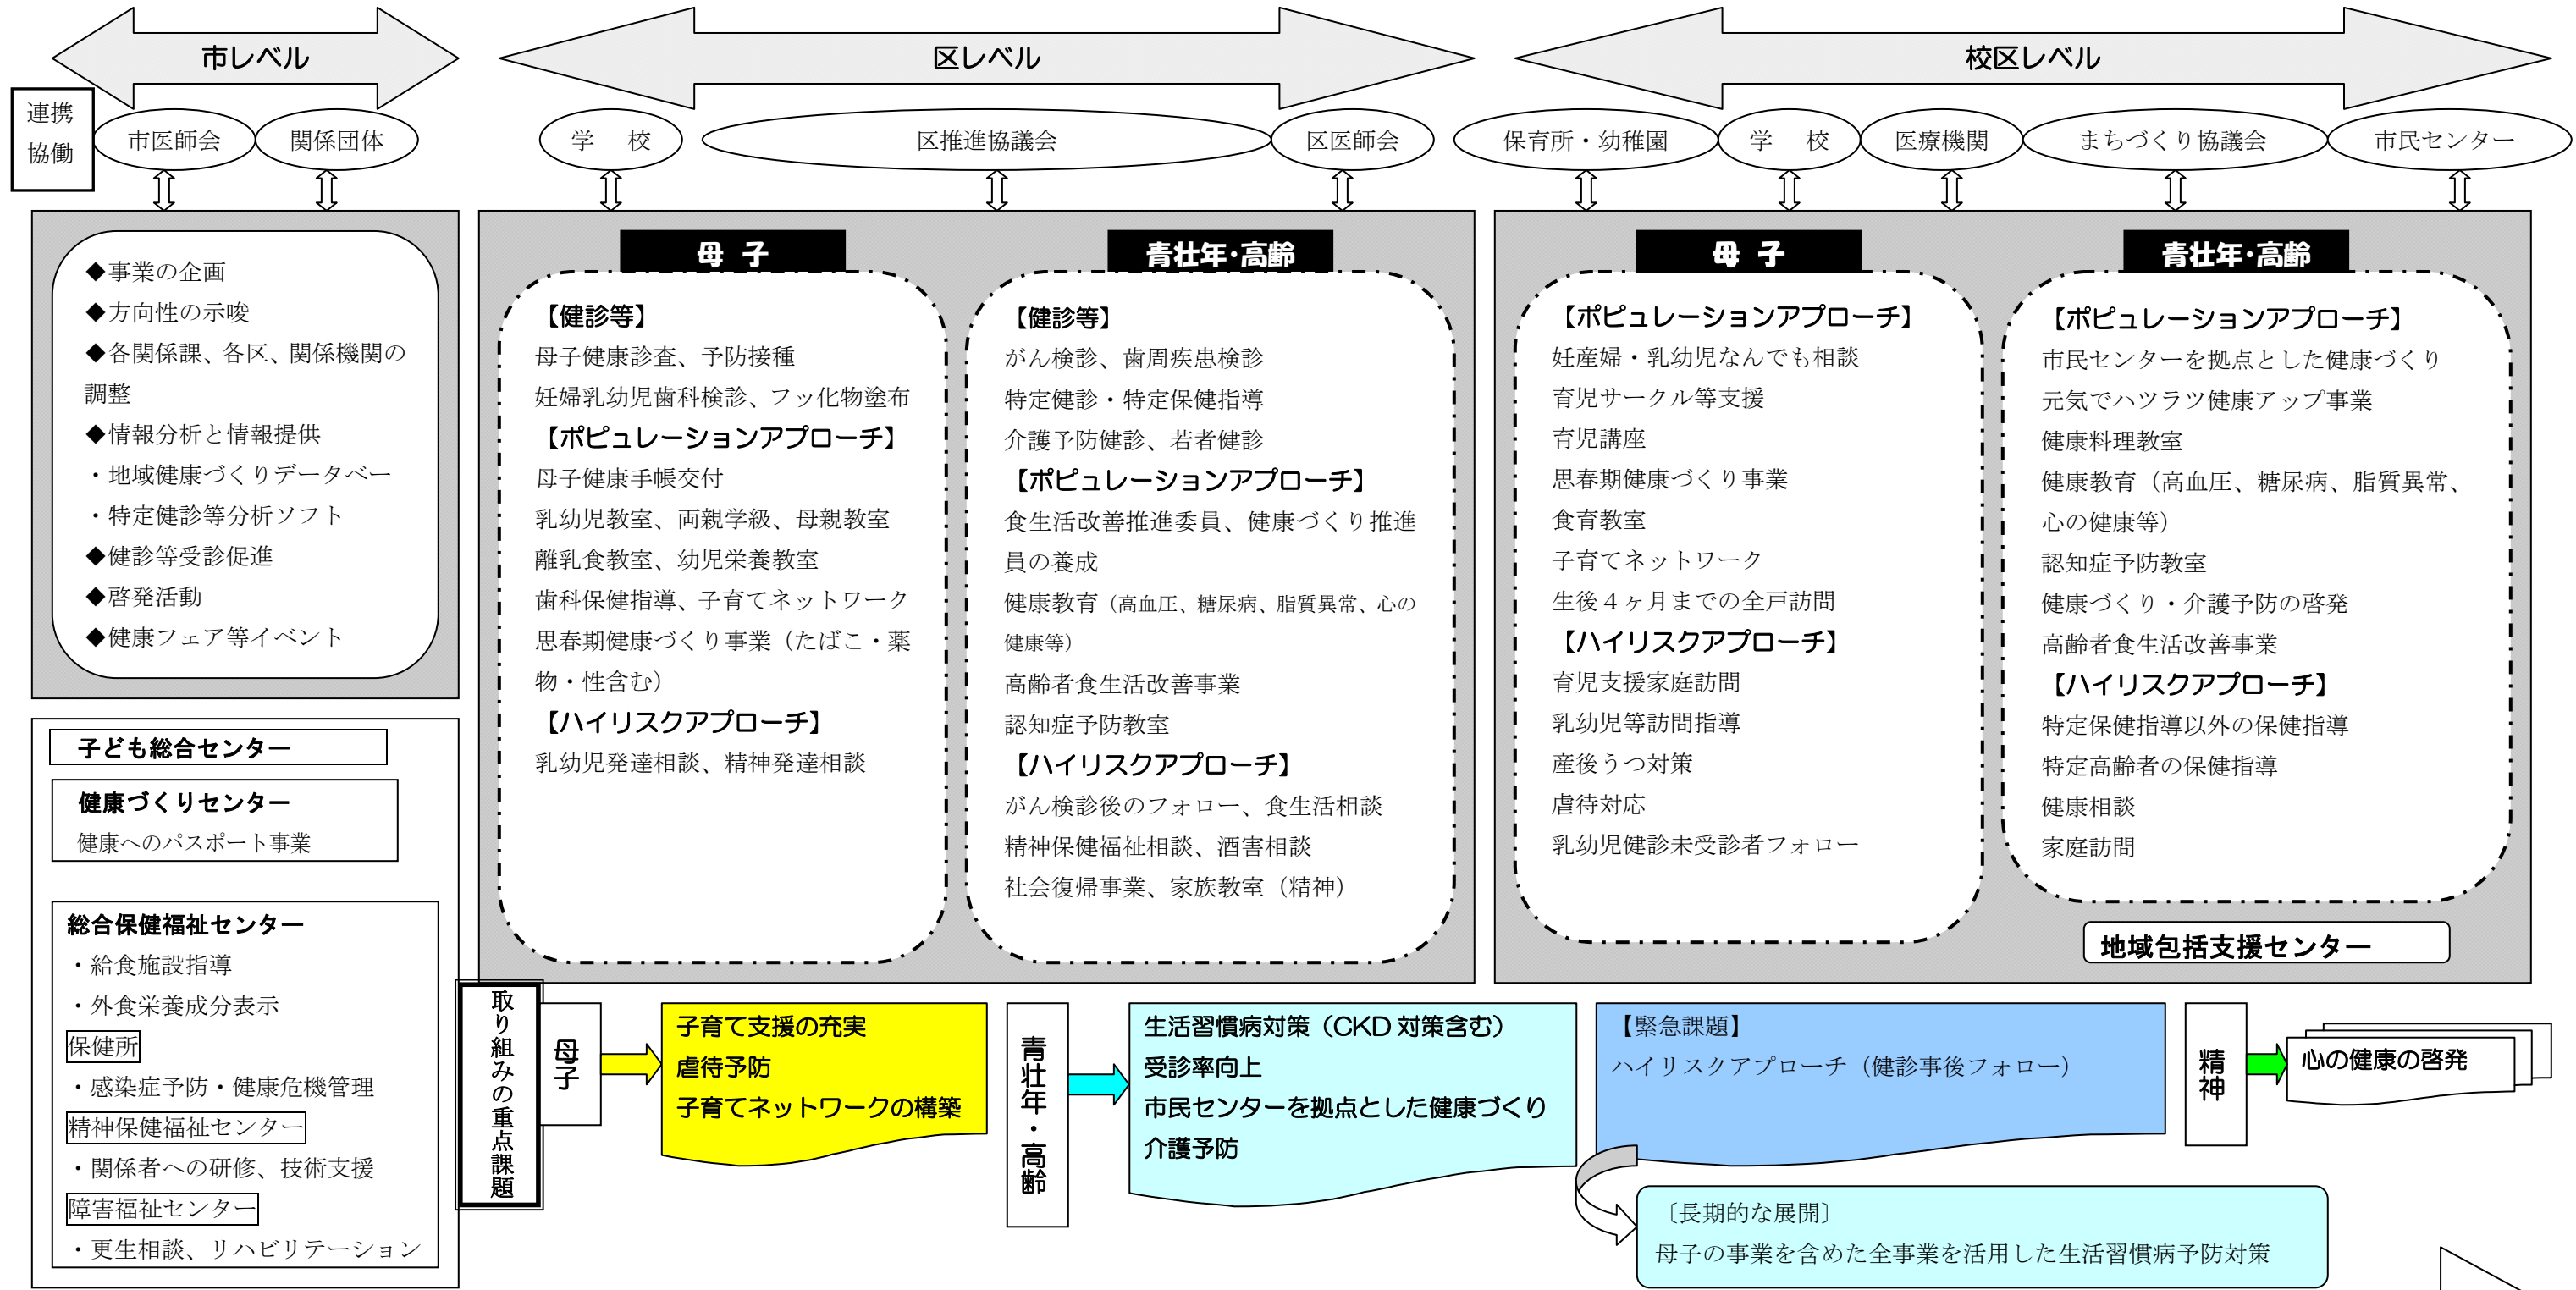 市レベル
区レベル
校区レベル
連携
協働
市医師会
関係団体
学　校
区推進協議会
区医師会
保育所・幼稚園
学　校
医療機関
まちづくり協議会
市民センター
◆事業の企画
◆方向性の示唆
◆各関係課、各区、関係機関の
調整
◆情報分析と情報提供
・地域健康づくりデータベー
・特定健診等分析ソフト
◆健診等受診促進
◆啓発活動
◆健康フェア等イベント
子ども総合センター
健康づくりセンター
健康へのパスポート事業
総合保健福祉センター
・給食施設指導
・外食栄養成分表示
保健所
・感染症予防・健康危機管理
精神保健福祉センター
・関係者への研修、技術支援
障害福祉センター
・更生相談、リハビリテーション
母 子
【健診等】
母子健康診査、予防接種
妊婦乳幼児歯科検診、フッ化物塗布
【ポピュレーションアプローチ】
母子健康手帳交付
乳幼児教室、両親学級、母親教室
離乳食教室、幼児栄養教室
歯科保健指導、子育てネットワーク
思春期健康づくり事業（たばこ・薬
物・性含む）
【ハイリスクアプローチ】
乳幼児発達相談、精神発達相談
青壮年・高齢
【健診等】
がん検診、歯周疾患検診
特定健診・特定保健指導
介護予防健診、若者健診
【ポピュレーションアプローチ】
食生活改善推進委員、健康づくり推進
員の養成
健康教育（高血圧、糖尿病、脂質異常、心の
健康等）
高齢者食生活改善事業
認知症予防教室
【ハイリスクアプローチ】
がん検診後のフォロー、食生活相談
精神保健福祉相談、酒害相談
社会復帰事業、家族教室（精神）
母 子
【ポピュレーションアプローチ】
妊産婦・乳幼児なんでも相談
育児サークル等支援
育児講座
思春期健康づくり事業
食育教室
子育てネットワーク
生後４ヶ月までの全戸訪問
【ハイリスクアプローチ】
育児支援家庭訪問
乳幼児等訪問指導
産後うつ対策
虐待対応
乳幼児健診未受診者フォロー
青壮年・高齢
【ポピュレーションアプローチ】
市民センターを拠点とした健康づくり
元気でハツラツ健康アップ事業
健康料理教室
健康教育（高血圧、糖尿病、脂質異常、
心の健康等）
認知症予防教室
健康づくり・介護予防の啓発
高齢者食生活改善事業
【ハイリスクアプローチ】
特定保健指導以外の保健指導
特定高齢者の保健指導
健康相談
家庭訪問
地域包括支援センター
取り組みの重点課題
母子
子育て支援の充実
虐待予防
子育てネットワークの構築
青壮年・高齢
生活習慣病対策（CKD 対策含む）
受診率向上
市民センターを拠点とした健康づくり
介護予防
【緊急課題】
ハイリスクアプローチ（健診事後フォロー）
〔長期的な展開〕
母子の事業を含めた全事業を活用した生活習慣病予防対策
精神
心の健康の啓発